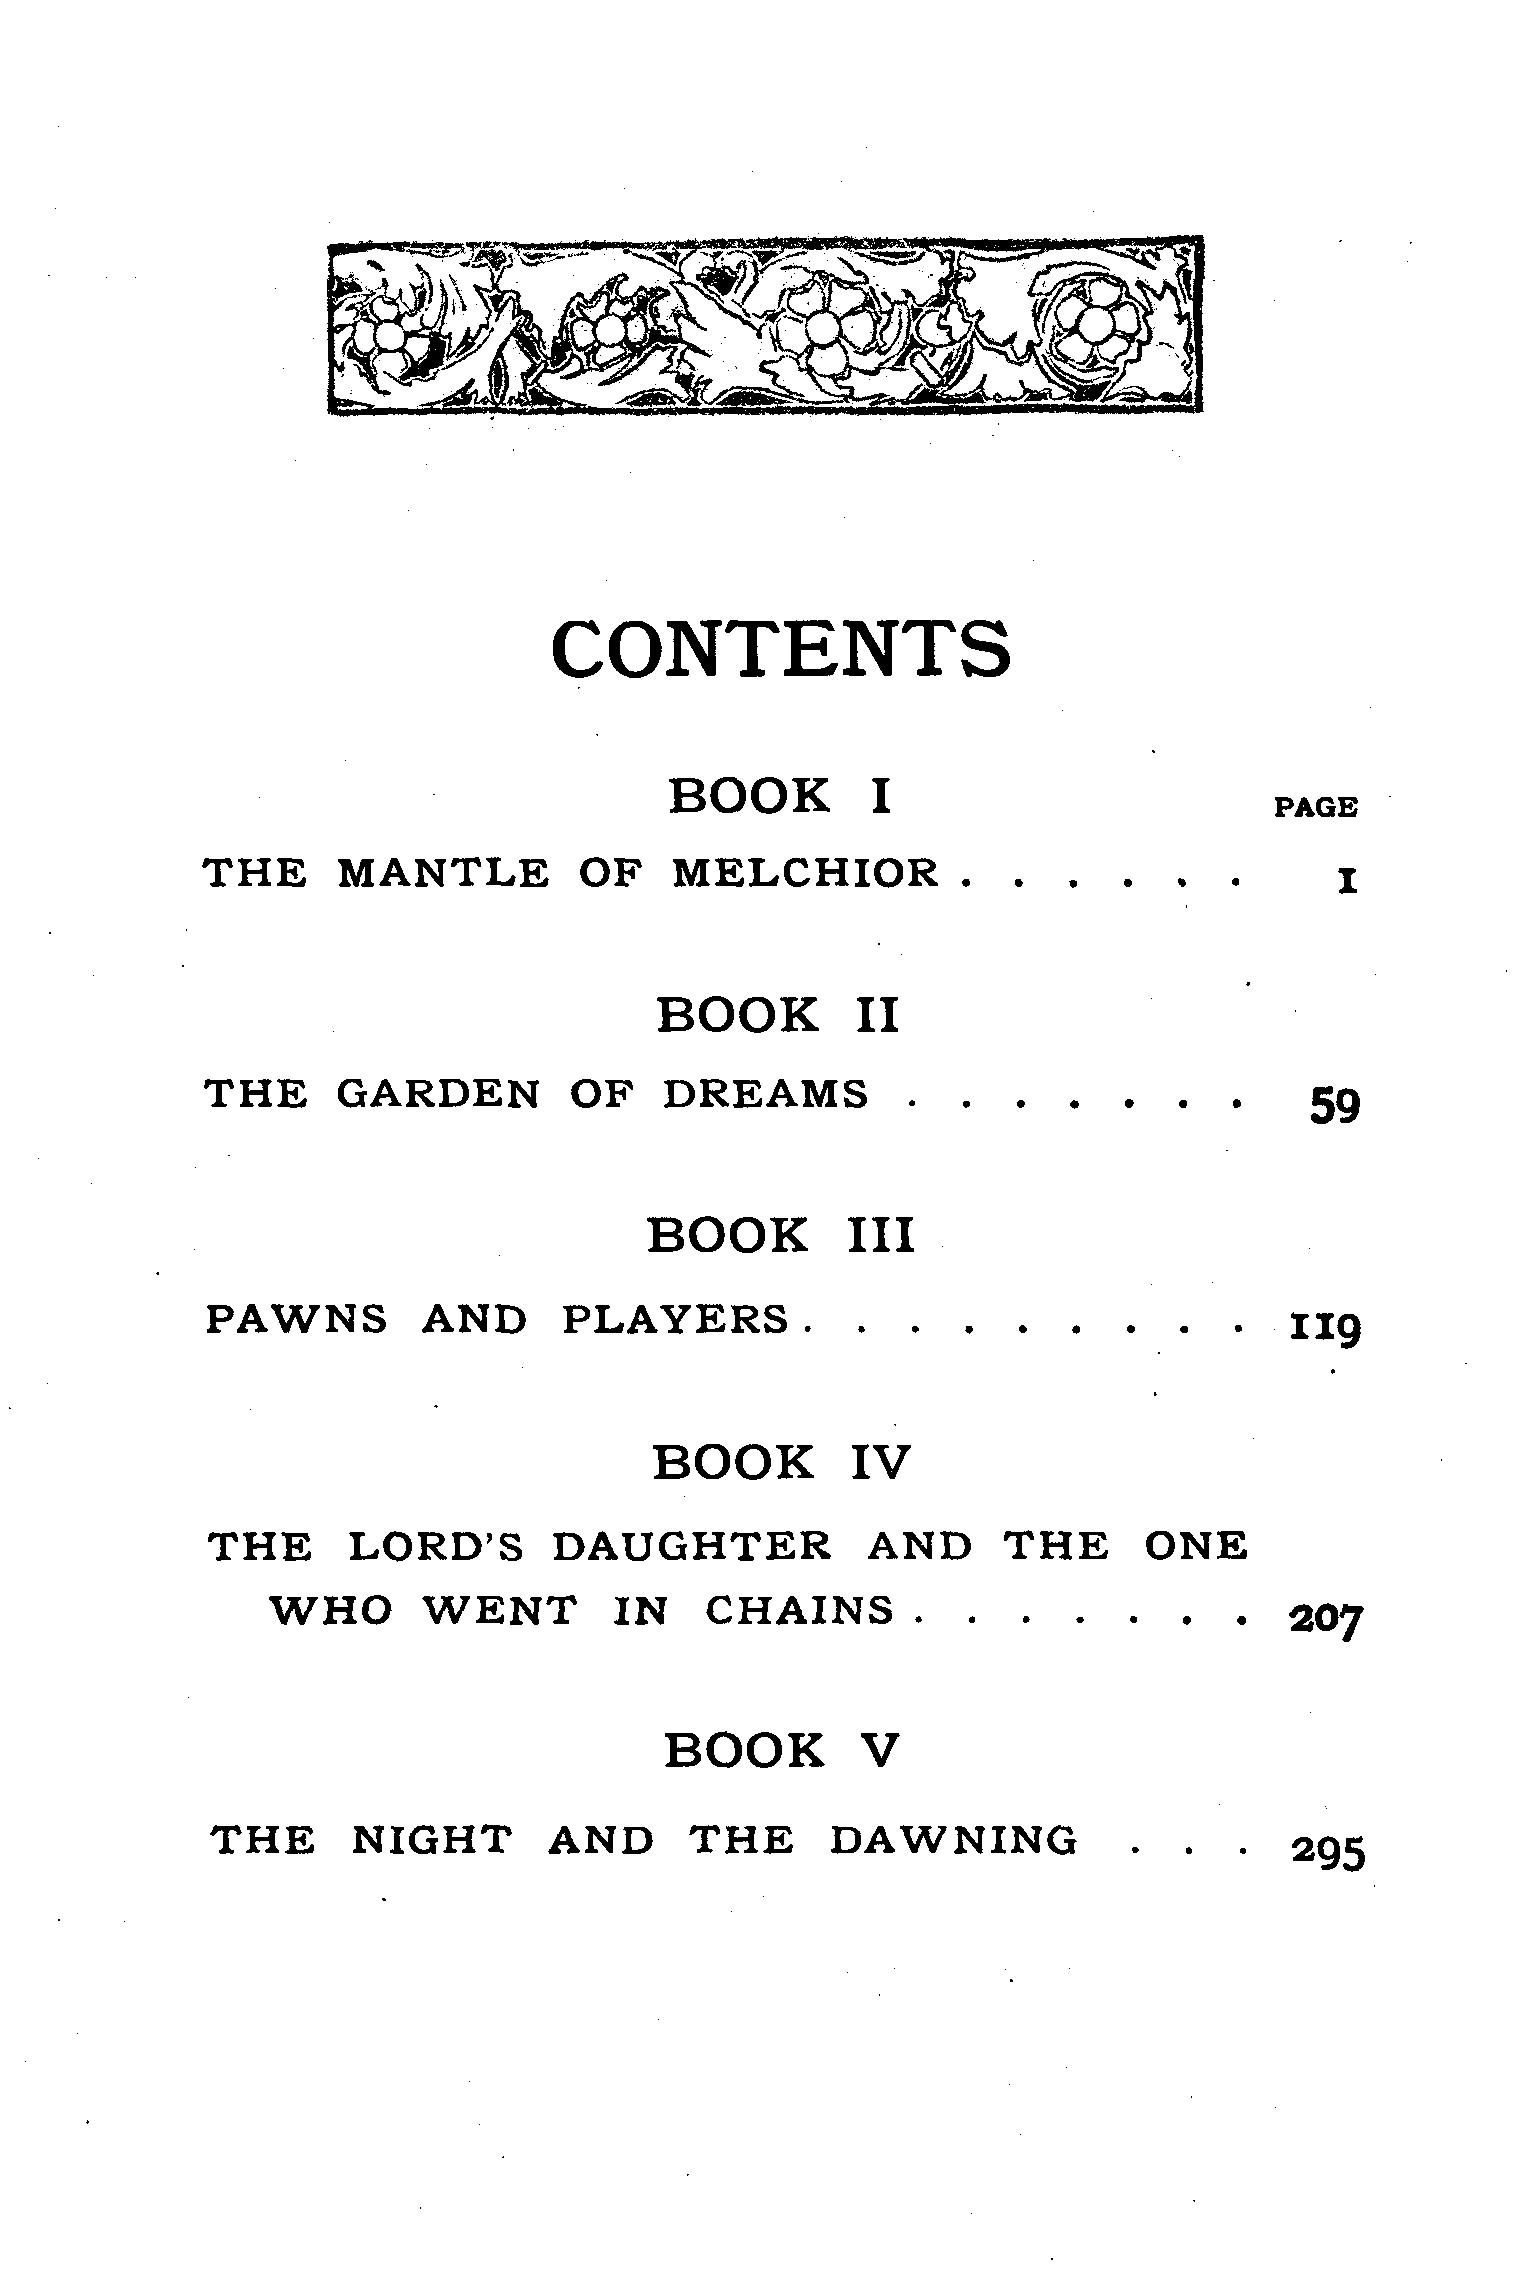 CONTENTS
BOOK I
PAGE
THE MANTLE OF MELCHIOR . . . . . . 1
BOOK II
THE GARDEN OF DREAMS . . . . . . . 59
BOOK III
PAWNS AND PLAYERS . . . . . . . . . 119
BOOK IV
THE LORD'S DAUGHTER AND THE ONE
WHO WENT IN CHAINS . . . . . . . 207
BOOK V
THE NIGHT AND THE DAWNING . . . 295